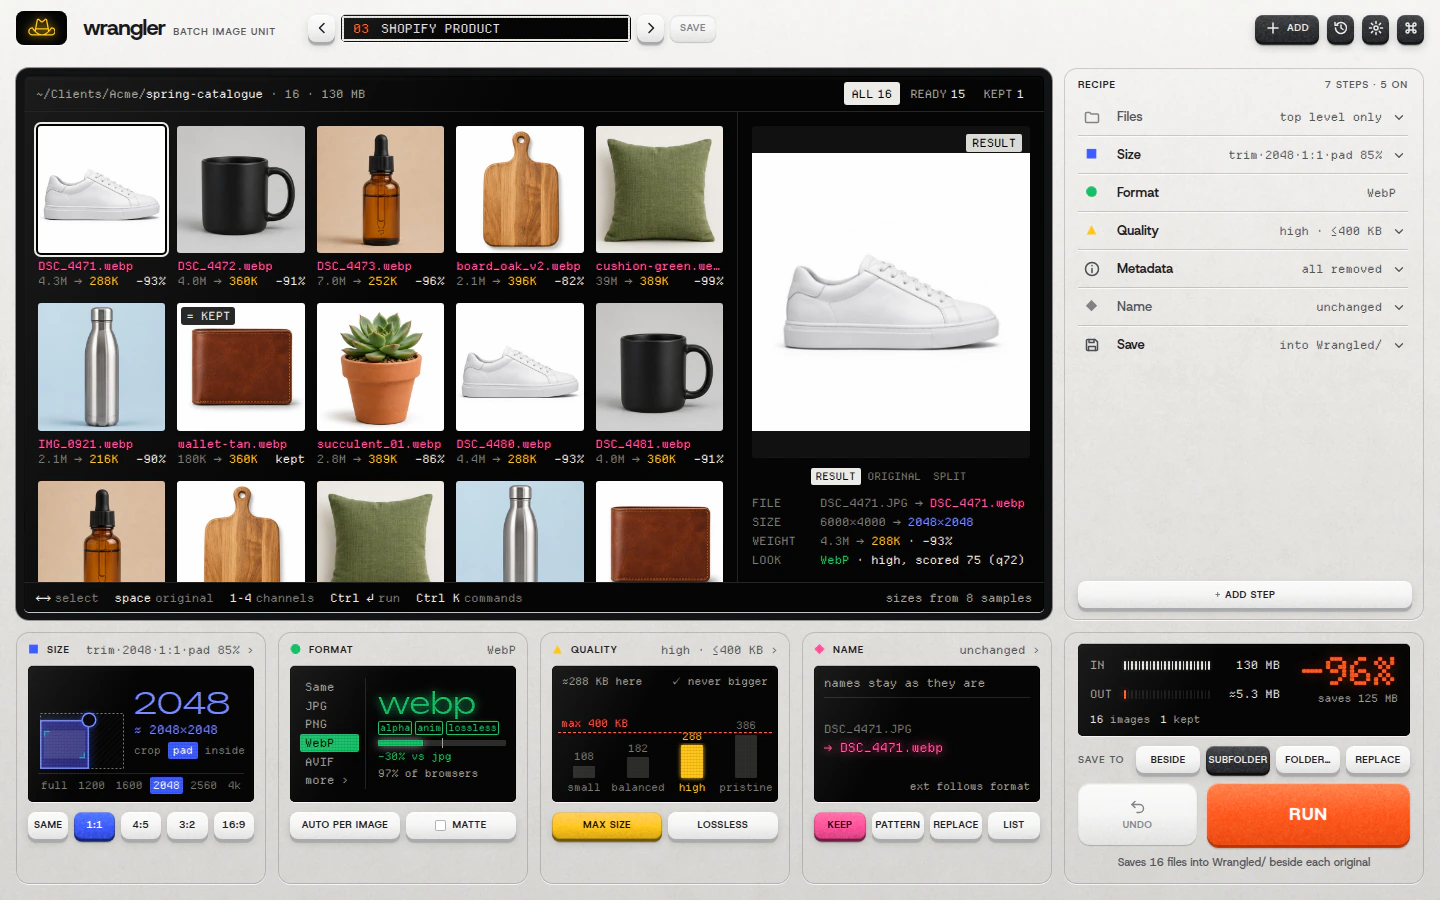 wrangler BATCH IMAGE UNIT
03 SHOPIFY PRODUCT
SAVE
ADD
~/Clients/Acme/spring-catalogue · 16 · 130 MB
ALL 16 READY 15 KEPT 1
DSC_4471.webp
4.3M → 288K −93%
DSC_4472.webp
4.0M → 360K −91%
DSC_4473.webp
7.0M → 252K −96%
board_oak_v2.webp
2.1M → 396K −82%
cushion-green.we…
39M → 389K −99%
= KEPT
IMG_0921.webp
2.1M → 216K −90%
wallet-tan.webp
180K → 360K kept
succulent_01.webp
2.8M → 389K −86%
DSC_4480.webp
4.4M → 288K −93%
DSC_4481.webp
4.0M → 360K −91%
RESULT
RESULT ORIGINAL SPLIT
FILE DSC_4471.JPG → DSC_4471.webp
SIZE 6000×4000 → 2048×2048
WEIGHT 4.3M → 288K · −93%
LOOK WebP · high, scored 75 (q72)
↔ select space original 1-4 channels Ctrl ↲ run Ctrl K commands
sizes from 8 samples
RECIPE 7 STEPS · 5 ON
Files top level only
Size trim·2048·1:1·pad 85%
Format WebP
Quality high · ≤400 KB
Metadata all removed
Name unchanged
Save into Wrangled/
+ ADD STEP
SIZE trim·2048·1:1·pad 85% ›
2048
≈ 2048×2048
crop pad inside
full 1200 1600 2048 2560 4k
SAME 1:1 4:5 3:2 16:9
FORMAT WebP
Same
JPG
PNG
WebP
AVIF
more ›
webp
alpha anim lossless
−30% vs jpg
97% of browsers
AUTO PER IMAGE MATTE
QUALITY high · ≤400 KB ›
≈288 KB here ✓ never bigger
max 400 KB
108 182 288 386
small balanced high pristine
MAX SIZE LOSSLESS
NAME unchanged ›
names stay as they are
DSC_4471.JPG
→ DSC_4471.webp
ext follows format
KEEP PATTERN REPLACE LIST
IN 130 MB
OUT ≈5.3 MB
−96%
saves 125 MB
16 images 1 kept
SAVE TO BESIDE SUBFOLDER FOLDER… REPLACE
UNDO
RUN
Saves 16 files into Wrangled/ beside each original